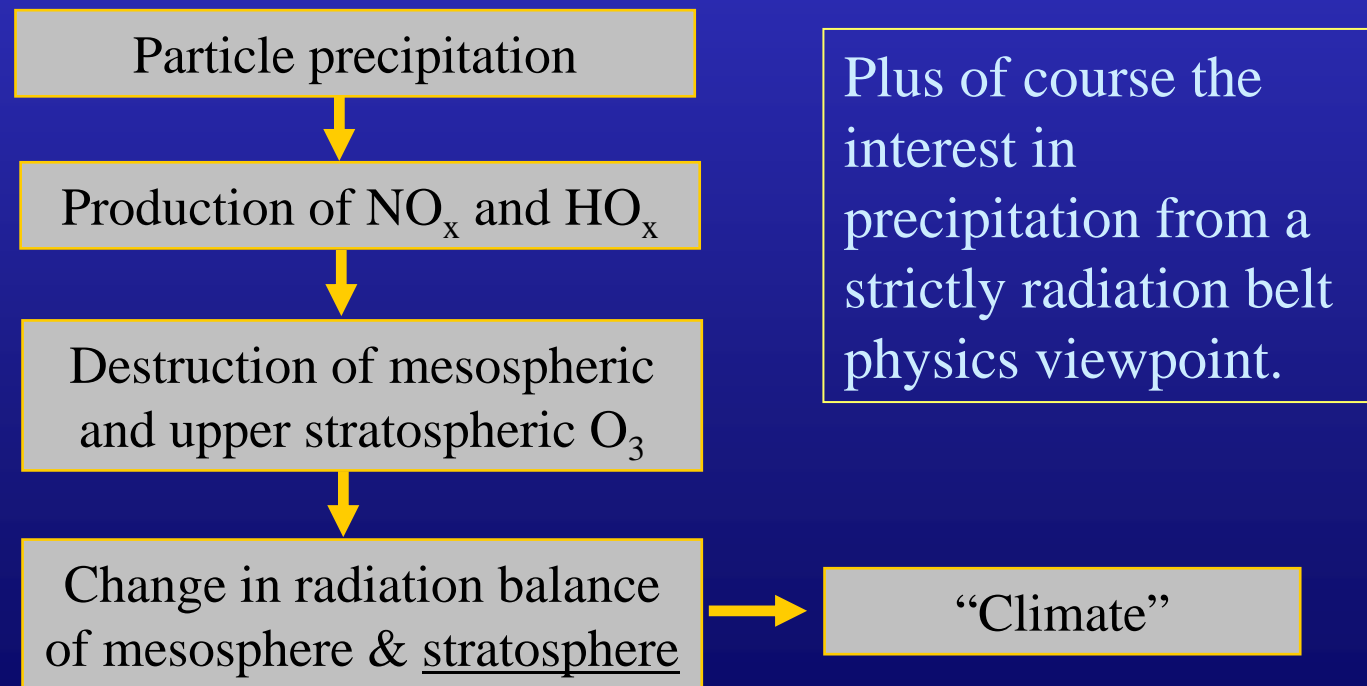 Particle precipitation
Production of NOₓ and HOₓ
Destruction of mesospheric
and upper stratospheric O₃
Change in radiation balance
of mesosphere & stratosphere
“Climate”
Plus of course the
interest in
precipitation from a
strictly radiation belt
physics viewpoint.